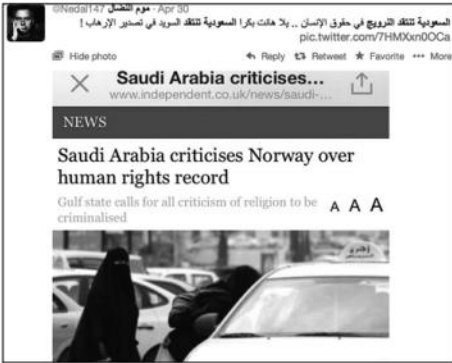 @Nedal147 موم النضال · Apr 30
السعودية تنتقد النرويج في حقوق الإنسان .. يلا هانت بكرا السعودية تنتقد السويد في تصدير الإرهاب !
pic.twitter.com/7HMXxn0OCa
Hide photo Reply Retweet Favorite More
Saudi Arabia criticises...
www.independent.co.uk/news/saudi-...
NEWS
Saudi Arabia criticises Norway over
human rights record
Gulf state calls for all criticism of religion to be
criminalised
A A A